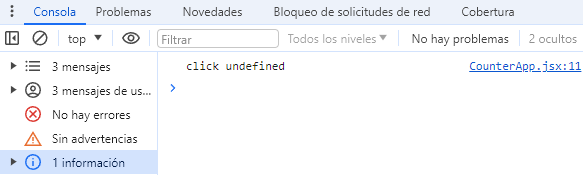 Consola Problemas Novedades Bloqueo de solicitudes de red Cobertura
top Filtrar Todos los niveles No hay problemas 2 ocultos
3 mensajes
3 mensajes de us...
No hay errores
Sin advertencias
1 información
click undefined CounterApp.jsx:11